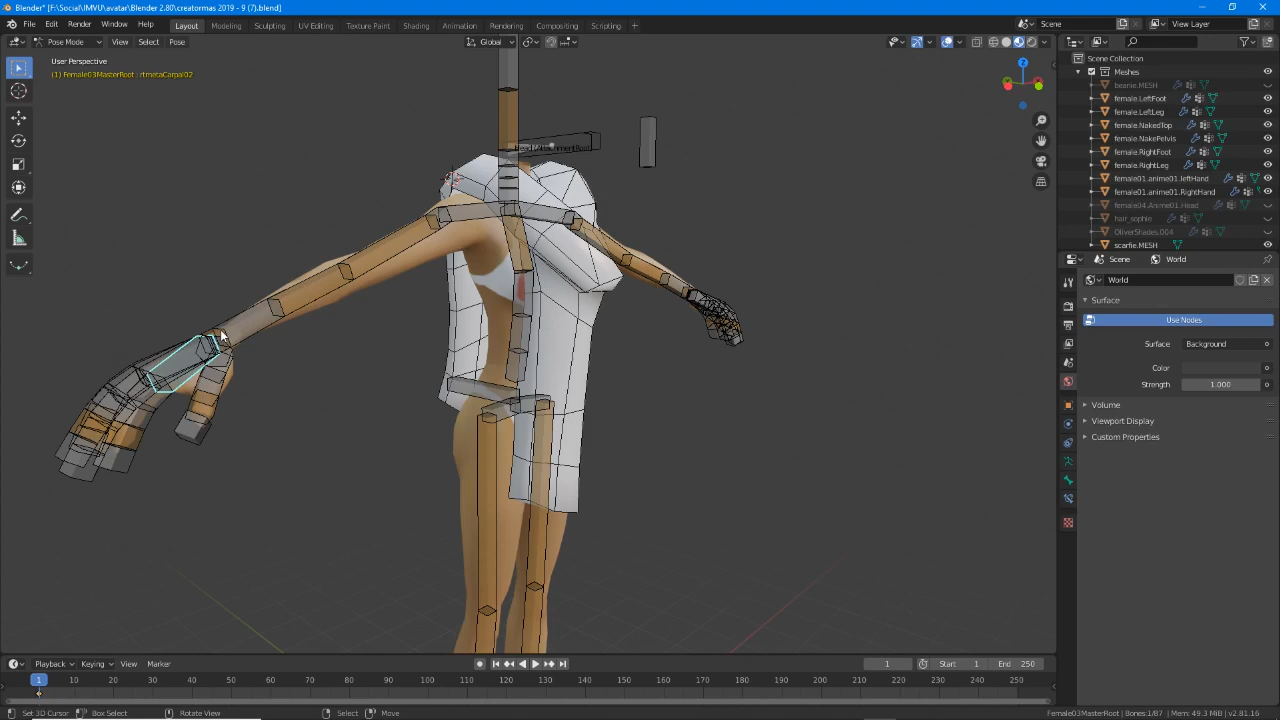 Blender* [F:\Social\IMVU\avatar\Blender 2.80\creatormas 2019 - 9 (7).blend]
File Edit Render Window Help Layout Modeling Sculpting UV Editing Texture Paint Shading Animation Rendering Compositing Scripting + Scene View Layer
Pose Mode View Select Pose Global
User Perspective
(1) Female03MasterRoot : rtmetaCarpal02
Scene Collection
Meshes
beanie.MESH
female.LeftFoot
female.LeftLeg
female.NakedTop
female.NakePelvis
female.RightFoot
female.RightLeg
female01.anime01.leftHand
female01.anime01.RightHand
female04.Anime01.Head
hair_sophie
OliverShades.004
scarfie.MESH
Scene World
World
Surface
Use Nodes
Surface Background
Color
Strength 1.000
Volume
Viewport Display
Custom Properties
Playback Keying View Marker 1 Start 1 End 250
1 10 20 30 40 50 60 70 80 90 100 110 120 130 140 150 160 170 180 190 200 210 220 230 240 250
Set 3D Cursor Box Select Rotate View Select Move Female03MasterRoot | Bones:1/87 | Mem: 49.3 MiB | v2.81.16